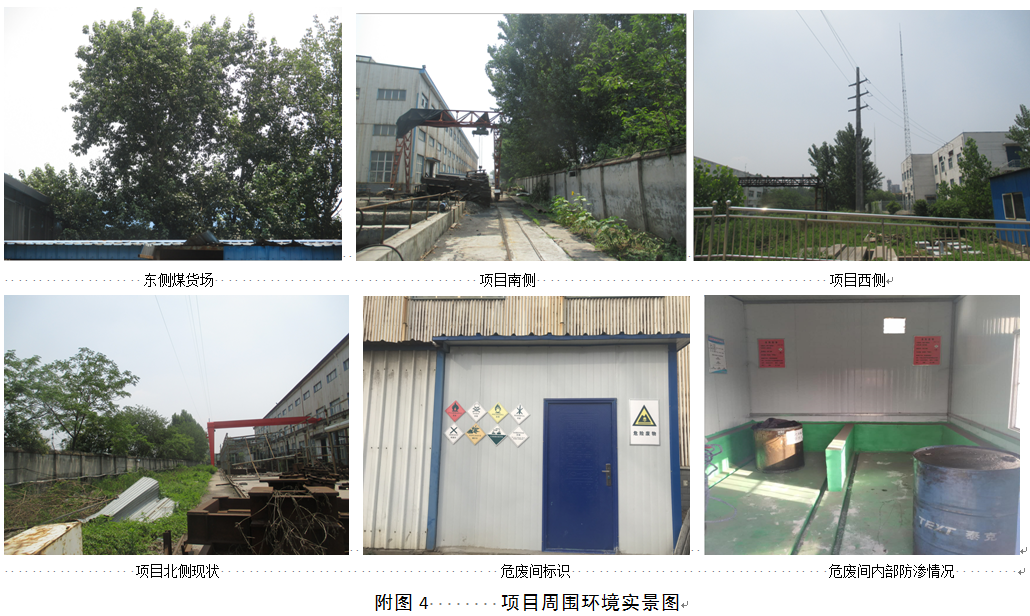 东侧煤货场 项目南侧 项目西侧
项目北侧现状 危废间标识 危废间内部防渗情况
危险废物
TEXT 泰克
附图 4 项目周围环境实景图